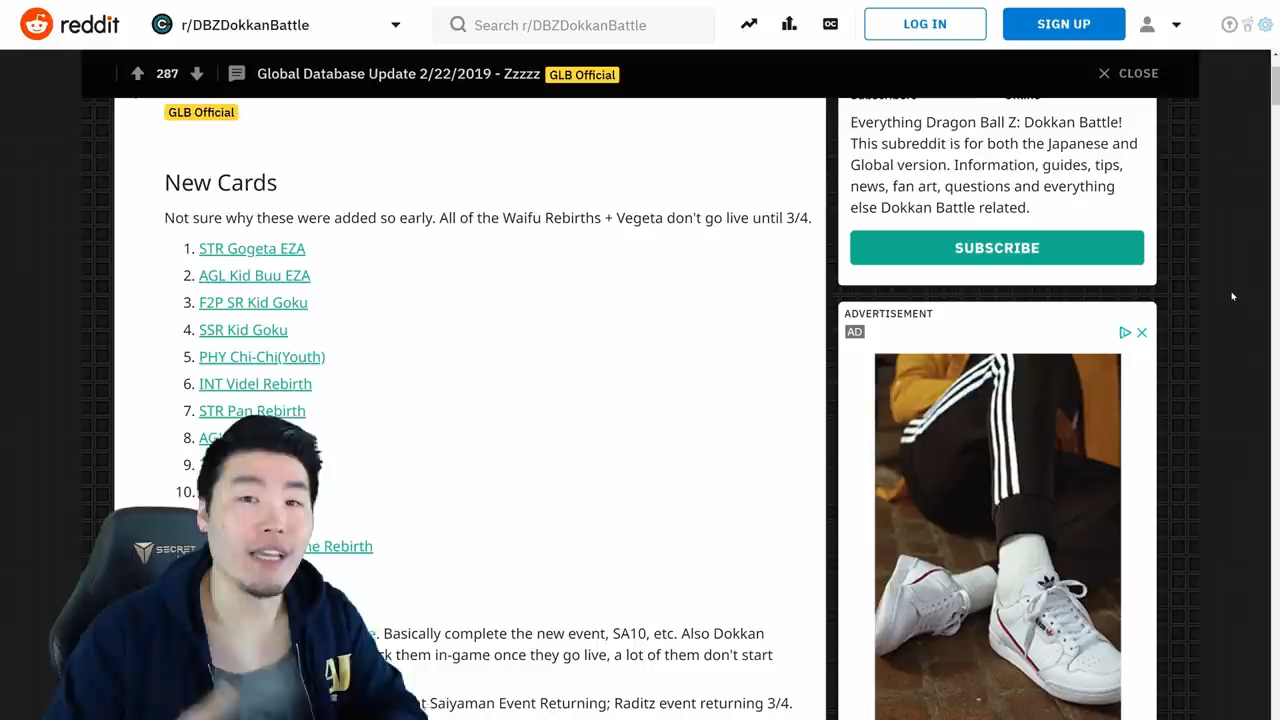 reddit
r/DBZDokkanBattle
Search r/DBZDokkanBattle
OC
LOG IN
SIGN UP
287
Global Database Update 2/22/2019 - Zzzzz
GLB Official
CLOSE
GLB Official
New Cards
Not sure why these were added so early. All of the Waifu Rebirths + Vegeta don't go live until 3/4.
1. STR Gogeta EZA
2. AGL Kid Buu EZA
3. F2P SR Kid Goku
4. SSR Kid Goku
5. PHY Chi-Chi(Youth)
6. INT Videl Rebirth
7. STR Pan Rebirth
8.
9.
10.
Rebirth
. Basically complete the new event, SA10, etc. Also Dokkan
them in-game once they go live, a lot of them don't start
Saiyaman Event Returning; Raditz event returning 3/4.
Everything Dragon Ball Z: Dokkan Battle!
This subreddit is for both the Japanese and
Global version. Information, guides, tips,
news, fan art, questions and everything
else Dokkan Battle related.
SUBSCRIBE
ADVERTISEMENT
AD